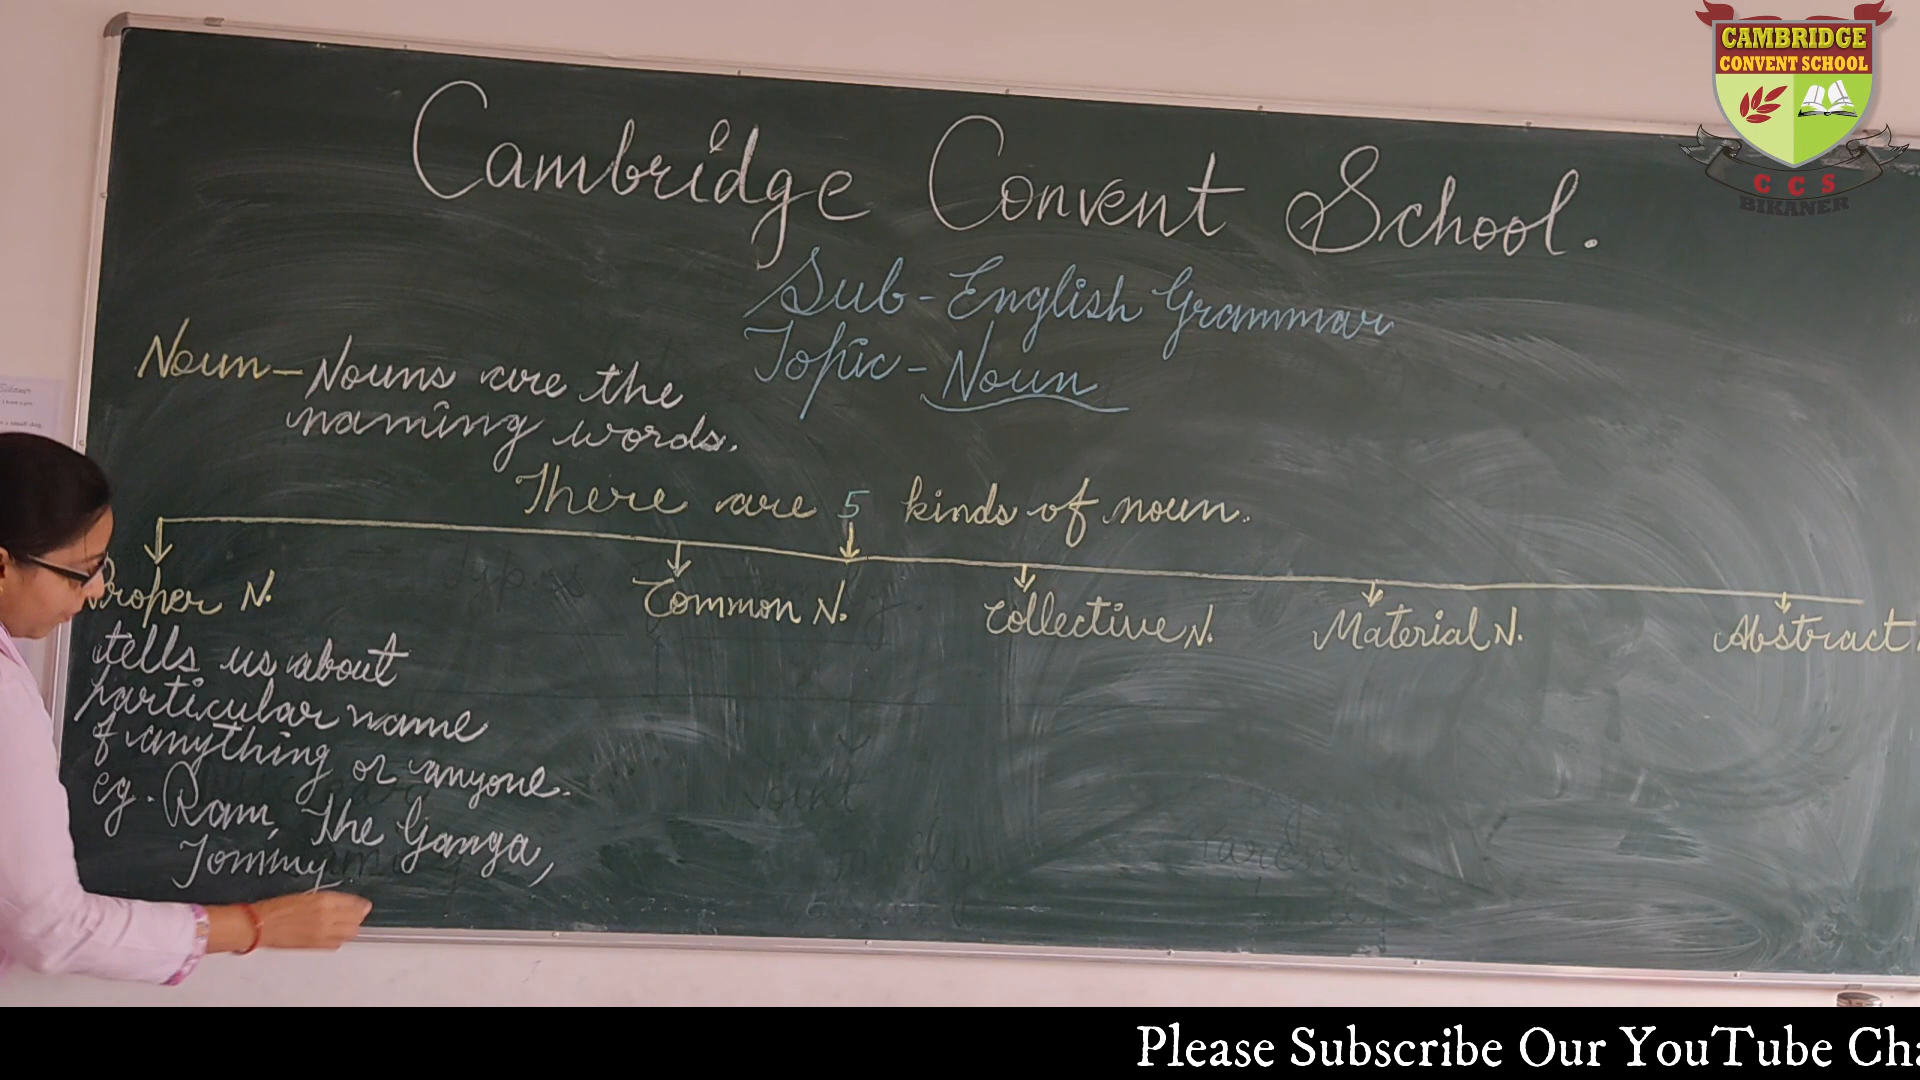 CAMBRIDGE
CONVENT SCHOOL
C C S
BIKANER
Cambridge Convent School.
Sub - English Grammar
Topic - Noun
Noun - Nouns are the
naming words.
There are 5 kinds of noun.
Proper N.
Common N.
Collective N.
Material N.
Abstract
tells us about
particular name
of anything or anyone.
eg. Ram, The Ganga,
Tommy
Please Subscribe Our YouTube Cha